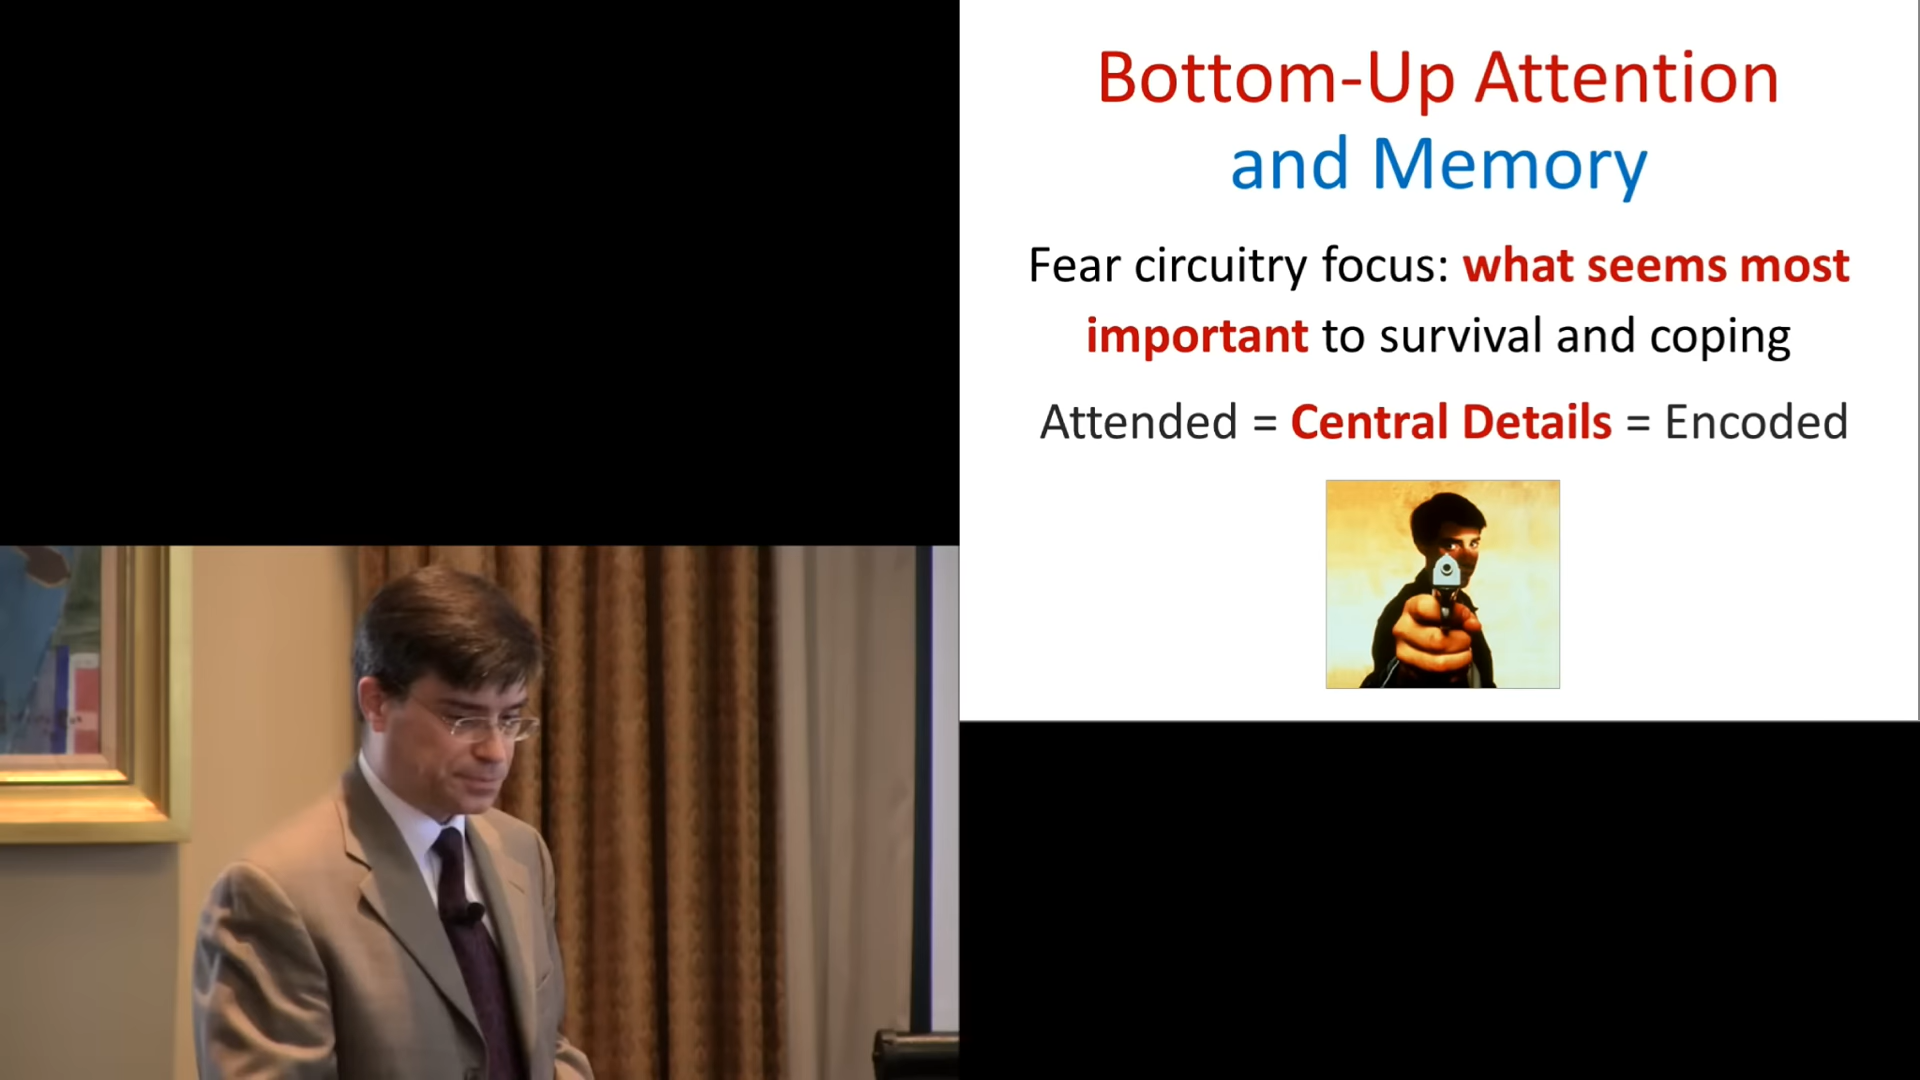 Bottom-Up Attention
and Memory
Fear circuitry focus: what seems most
important to survival and coping
Attended = Central Details = Encoded